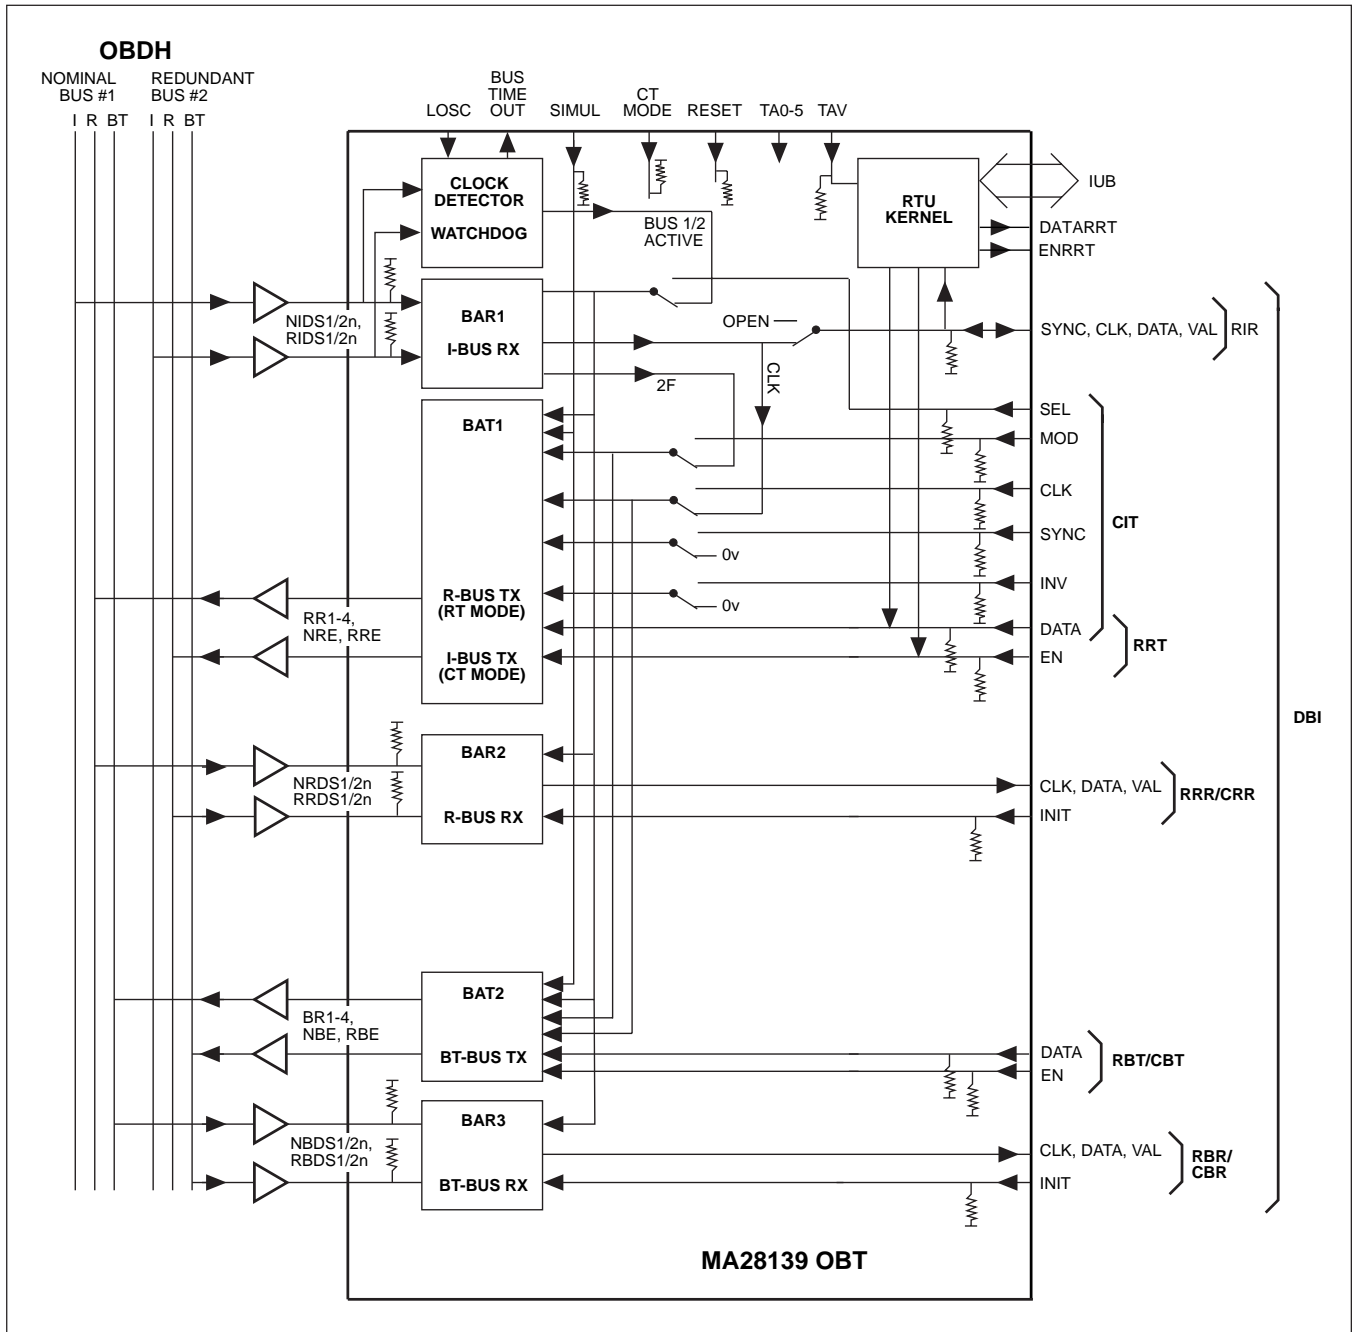 OBDH
NOMINAL
BUS #1
REDUNDANT
BUS #2
I R BT
I R BT
LOSC
BUS
TIME
OUT
SIMUL
CT
MODE
RESET
TA0-5
TAV
CLOCK
DETECTOR
WATCHDOG
BUS 1/2
ACTIVE
RTU
KERNEL
IUB
DATARRT
ENRRT
NIDS1/2n,
RIDS1/2n
BAR1
I-BUS RX
OPEN
CLK
2F
SYNC, CLK, DATA, VAL
RIR
BAT1
R-BUS TX
(RT MODE)
I-BUS TX
(CT MODE)
0v
0v
SEL
MOD
CLK
SYNC
INV
DATA
EN
CIT
RRT
DBI
RR1-4,
NRE, RRE
NRDS1/2n
RRDS1/2n
BAR2
R-BUS RX
CLK, DATA, VAL
INIT
RRR/CRR
BR1-4,
NBE, RBE
BAT2
BT-BUS TX
DATA
EN
RBT/CBT
NBDS1/2n,
RBDS1/2n
BAR3
BT-BUS RX
CLK, DATA, VAL
INIT
RBR/
CBR
MA28139 OBT